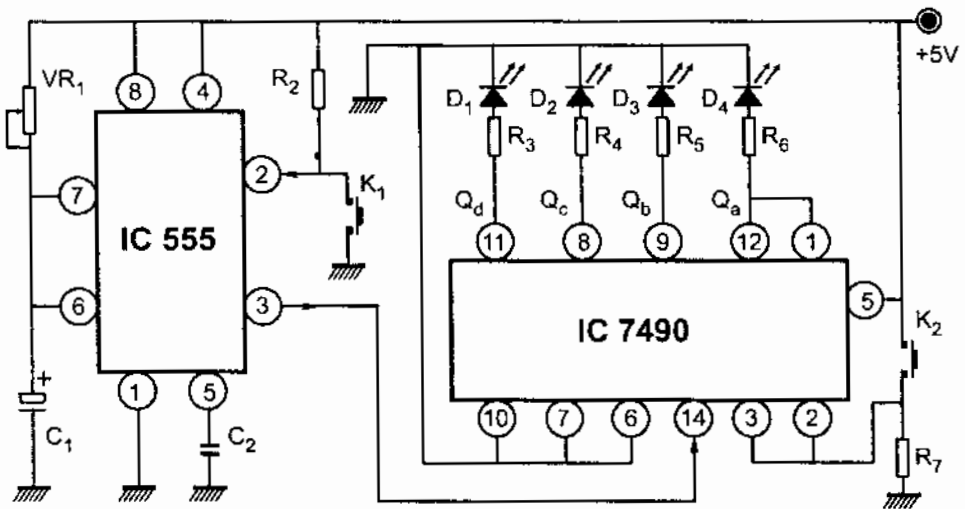 +5V
VR1
8
4
R2
D1
D2
D3
D4
R3
R4
R5
R6
7
2
K1
IC 555
Qd
Qc
Qb
Qa
11
8
9
12
1
6
3
5
K2
IC 7490
+
1
5
10
7
6
14
3
2
C1
C2
R7